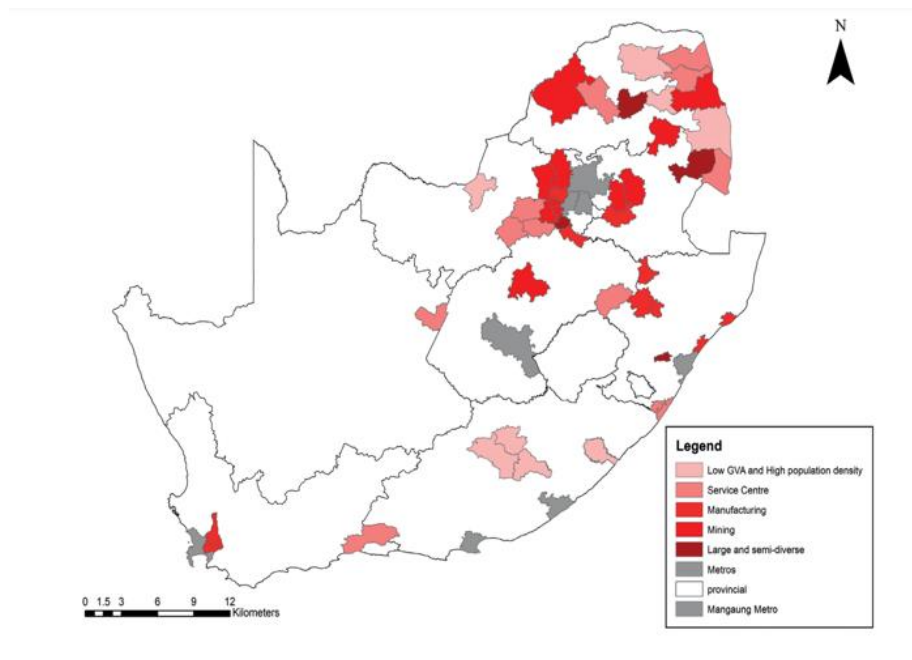 N
Legend
Low GVA and High population density
Service Centre
Manufacturing
Mining
Large and semi-diverse
Metros
provincial
Mangaung Metro
0 1.5 3 6 9 12
Kilometers